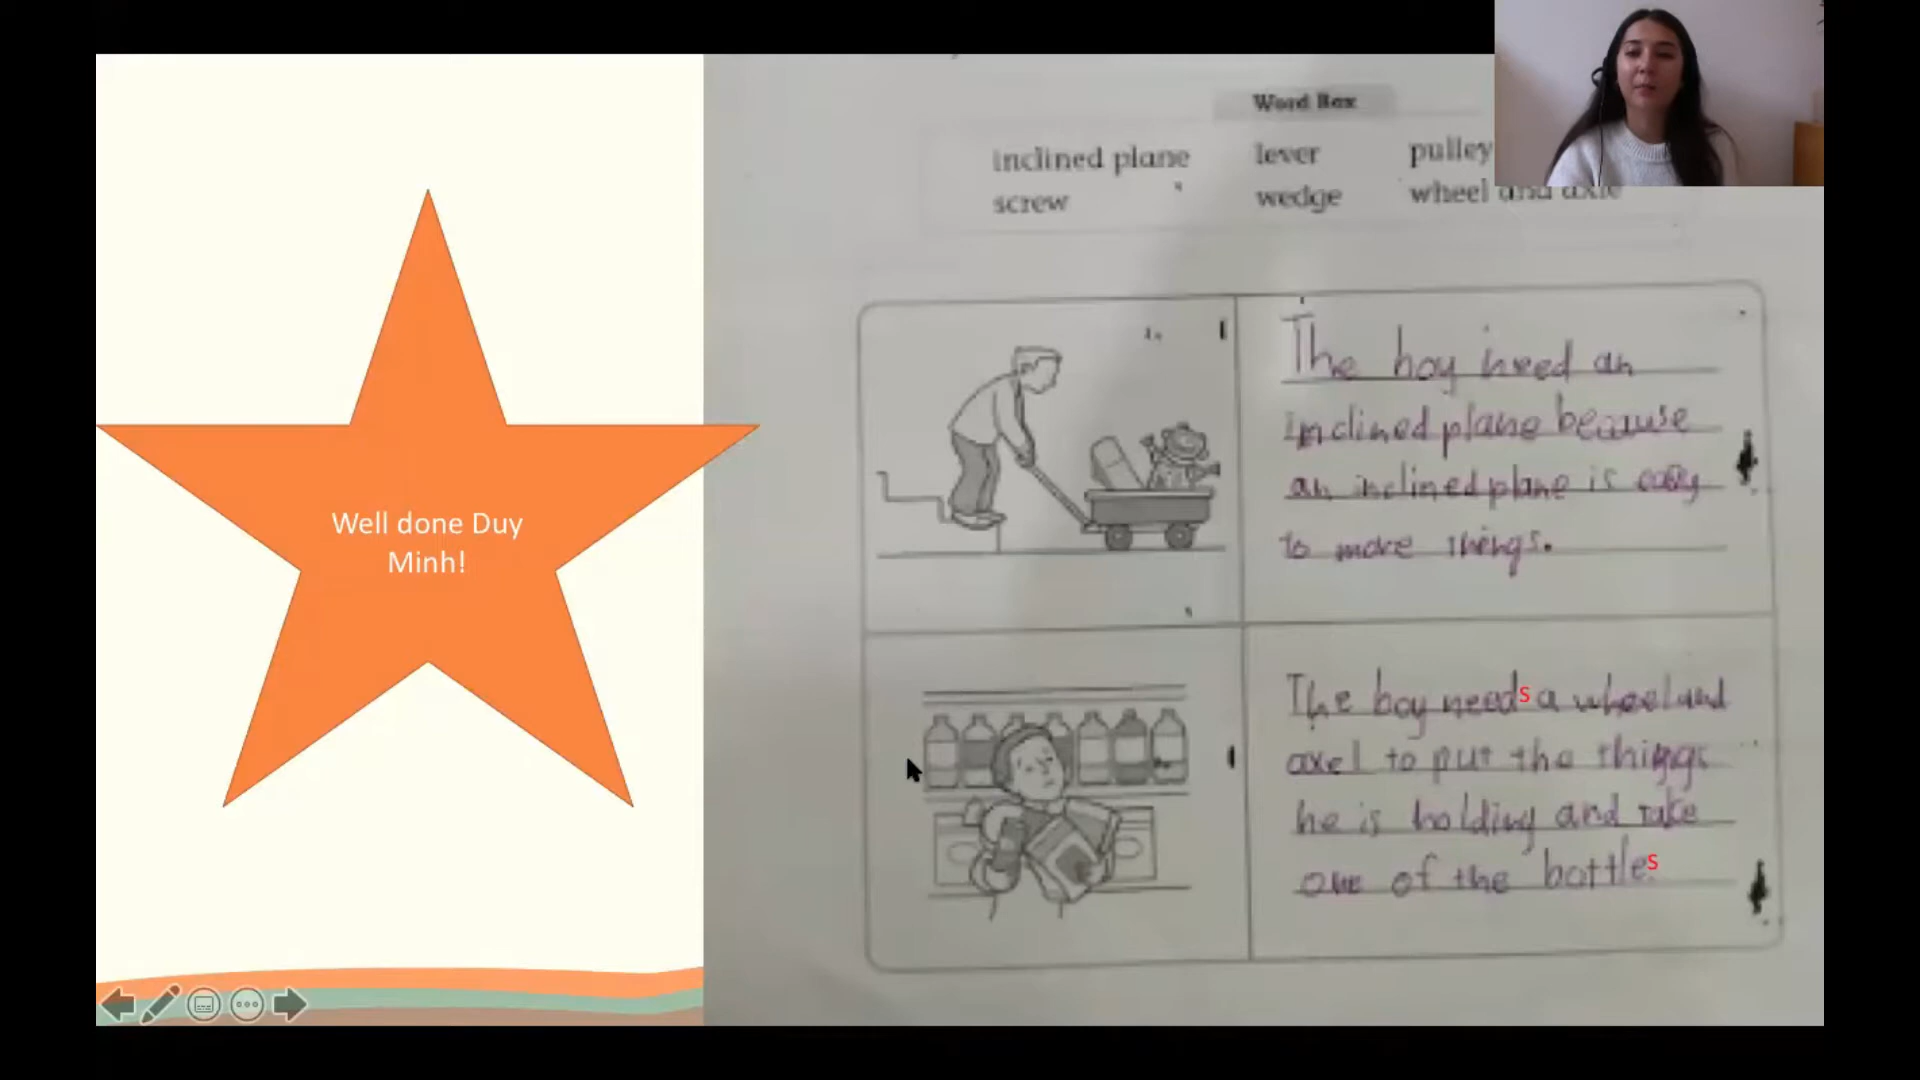 Well done Duy
Minh!
Word Box
inclined plane lever pulley
screw wedge wheel and axle
The boy need an
inclined plane because
an inclined plane is easy
to move things.
The boy needs a wheel and
axel to put the things
he is holding and take
one of the bottles